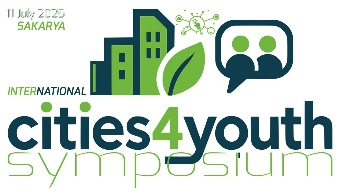 11 July 2025
SAKARYA
INTERNATIONAL
cities4youth
symposium